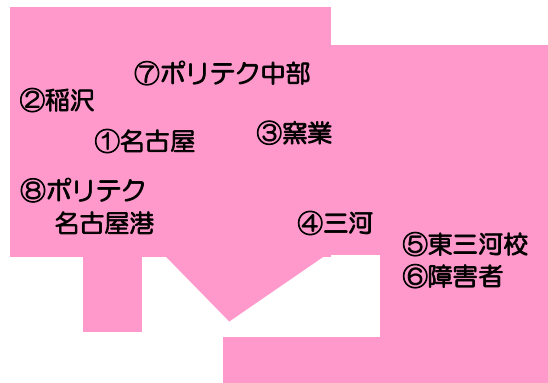 ⑦ポリテク中部
②稲沢
①名古屋
③窯業
⑧ポリテク
名古屋港
④三河
⑤東三河校
⑥障害者